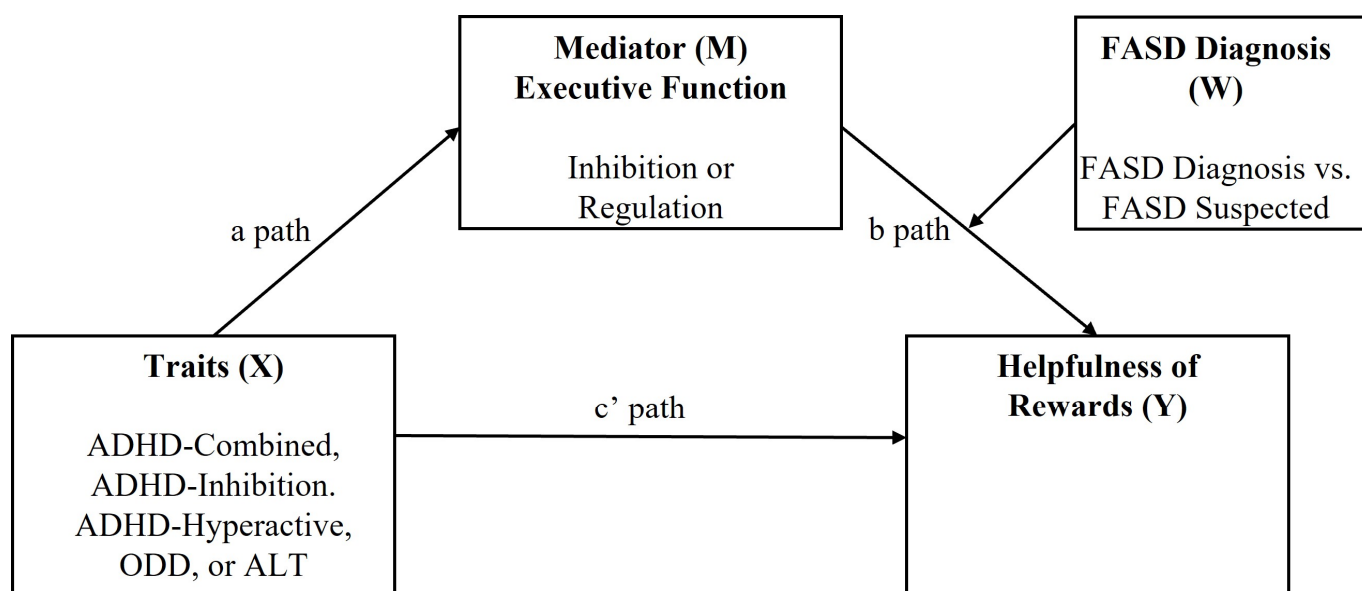 Mediator (M)
Executive Function
Inhibition or
Regulation
FASD Diagnosis
(W)
FASD Diagnosis vs.
FASD Suspected
a path
b path
Traits (X)
ADHD-Combined,
ADHD-Inhibition.
ADHD-Hyperactive,
ODD, or ALT
c’ path
Helpfulness of
Rewards (Y)